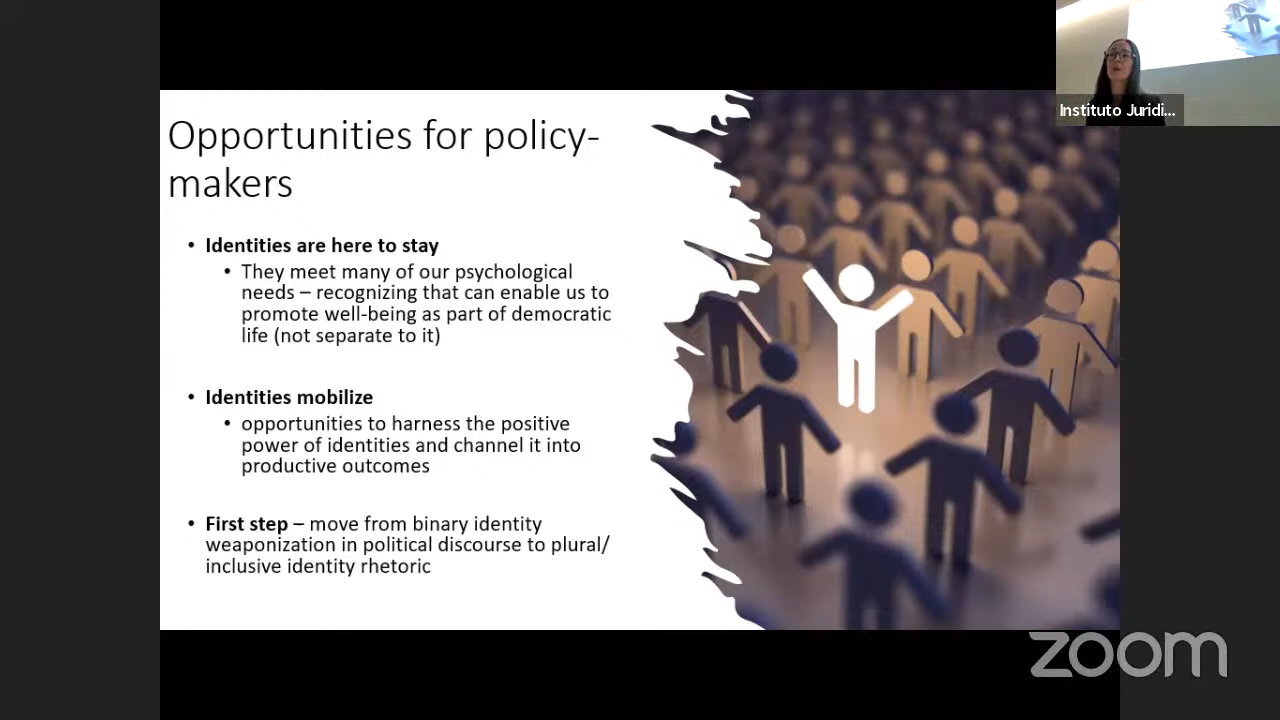 Instituto Juridi...
Opportunities for policy-
makers
• Identities are here to stay
• They meet many of our psychological
needs – recognizing that can enable us to
promote well-being as part of democratic
life (not separate to it)
• Identities mobilize
• opportunities to harness the positive
power of identities and channel it into
productive outcomes
• First step – move from binary identity
weaponization in political discourse to plural/
inclusive identity rhetoric
zoom